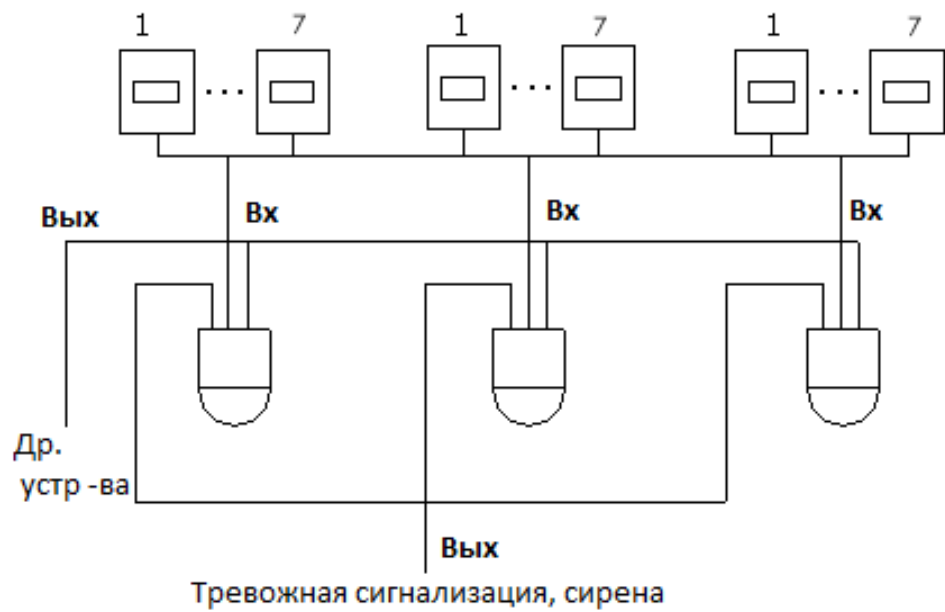 1 7 1 7 1 7
... ... ...
Вых Вх Вх Вх
Др.
устр -ва
Вых
Тревожная сигнализация, сирена